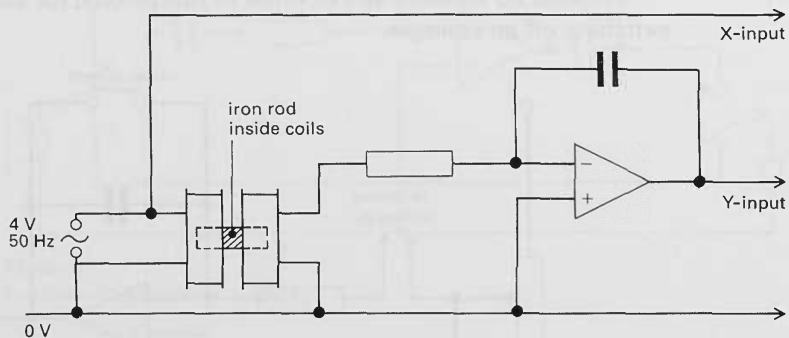 X-input
iron rod
inside coils
−
+
4 V
50 Hz
Y-input
0 V